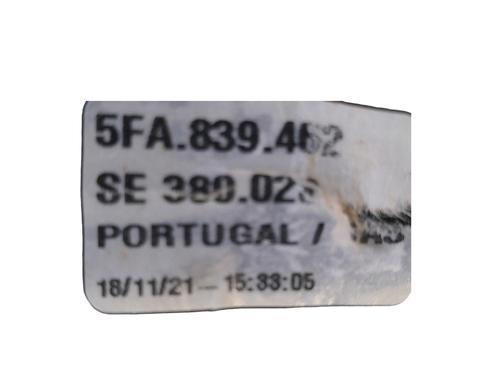 5FA.839.462
SE 380.023
PORTUGAL /
18/11/21 - 15:33:05